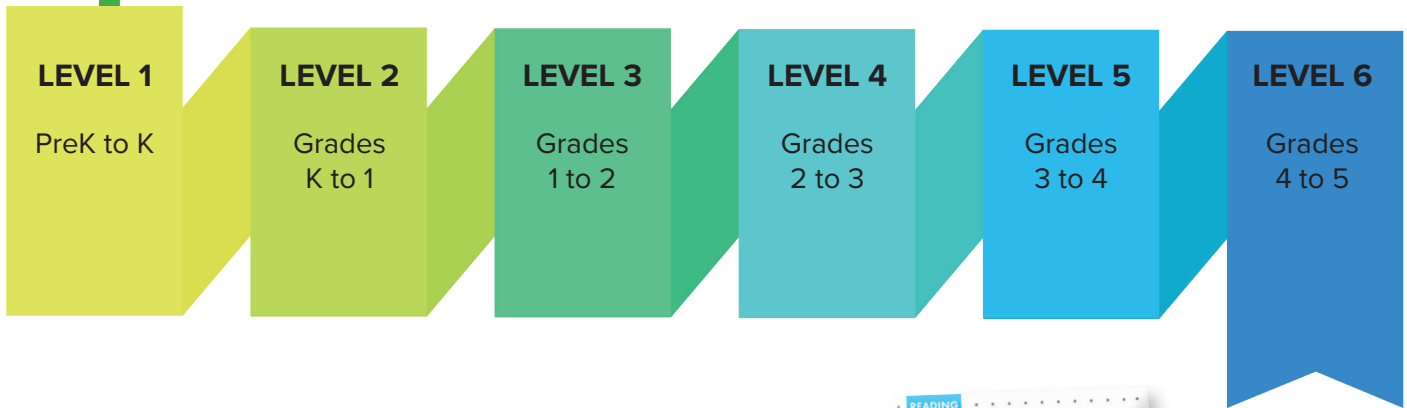 LEVEL 1
PreK to K
LEVEL 2
Grades
K to 1
LEVEL 3
Grades
1 to 2
LEVEL 4
Grades
2 to 3
LEVEL 5
Grades
3 to 4
LEVEL 6
Grades
4 to 5
READING